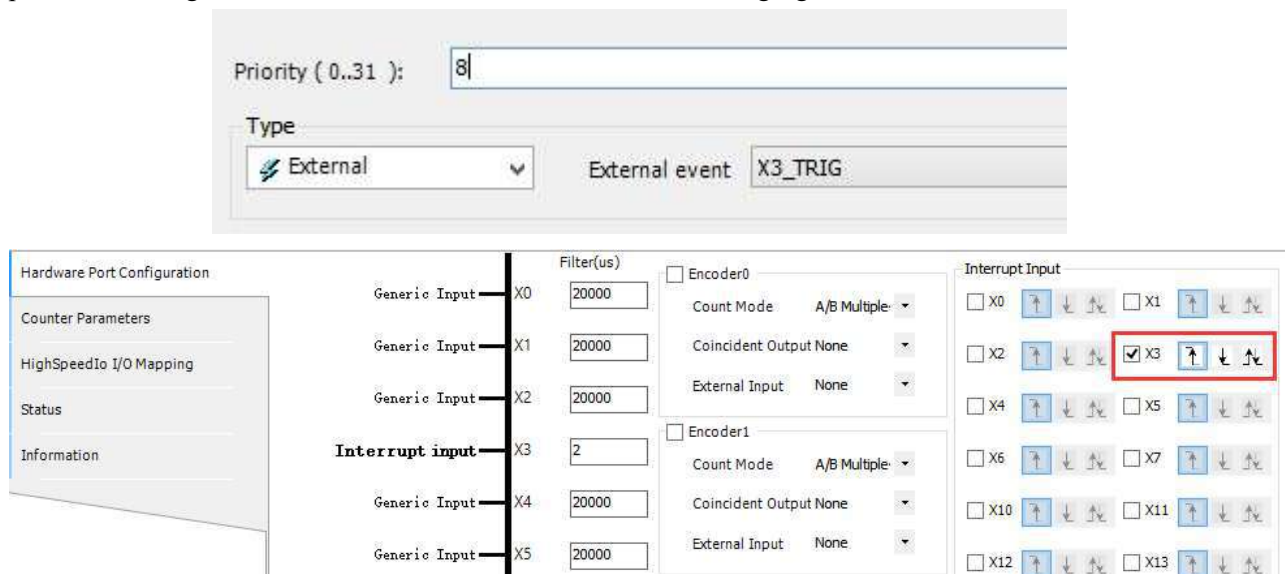 Priority ( 0..31 ): 8
Type
External External event X3_TRIG
Hardware Port Configuration
Counter Parameters
HighSpeedIo I/O Mapping
Status
Information
Filter(us)
Generic Input X0 20000
Generic Input X1 20000
Generic Input X2 20000
Interrupt input X3 2
Generic Input X4 20000
Generic Input X5 20000
Encoder0
Count Mode A/B Multiple
Coincident Output None
External Input None
Encoder1
Count Mode A/B Multiple
Coincident Output None
External Input None
Interrupt Input
X0 X1
X2 X3
X4 X5
X6 X7
X10 X11
X12 X13